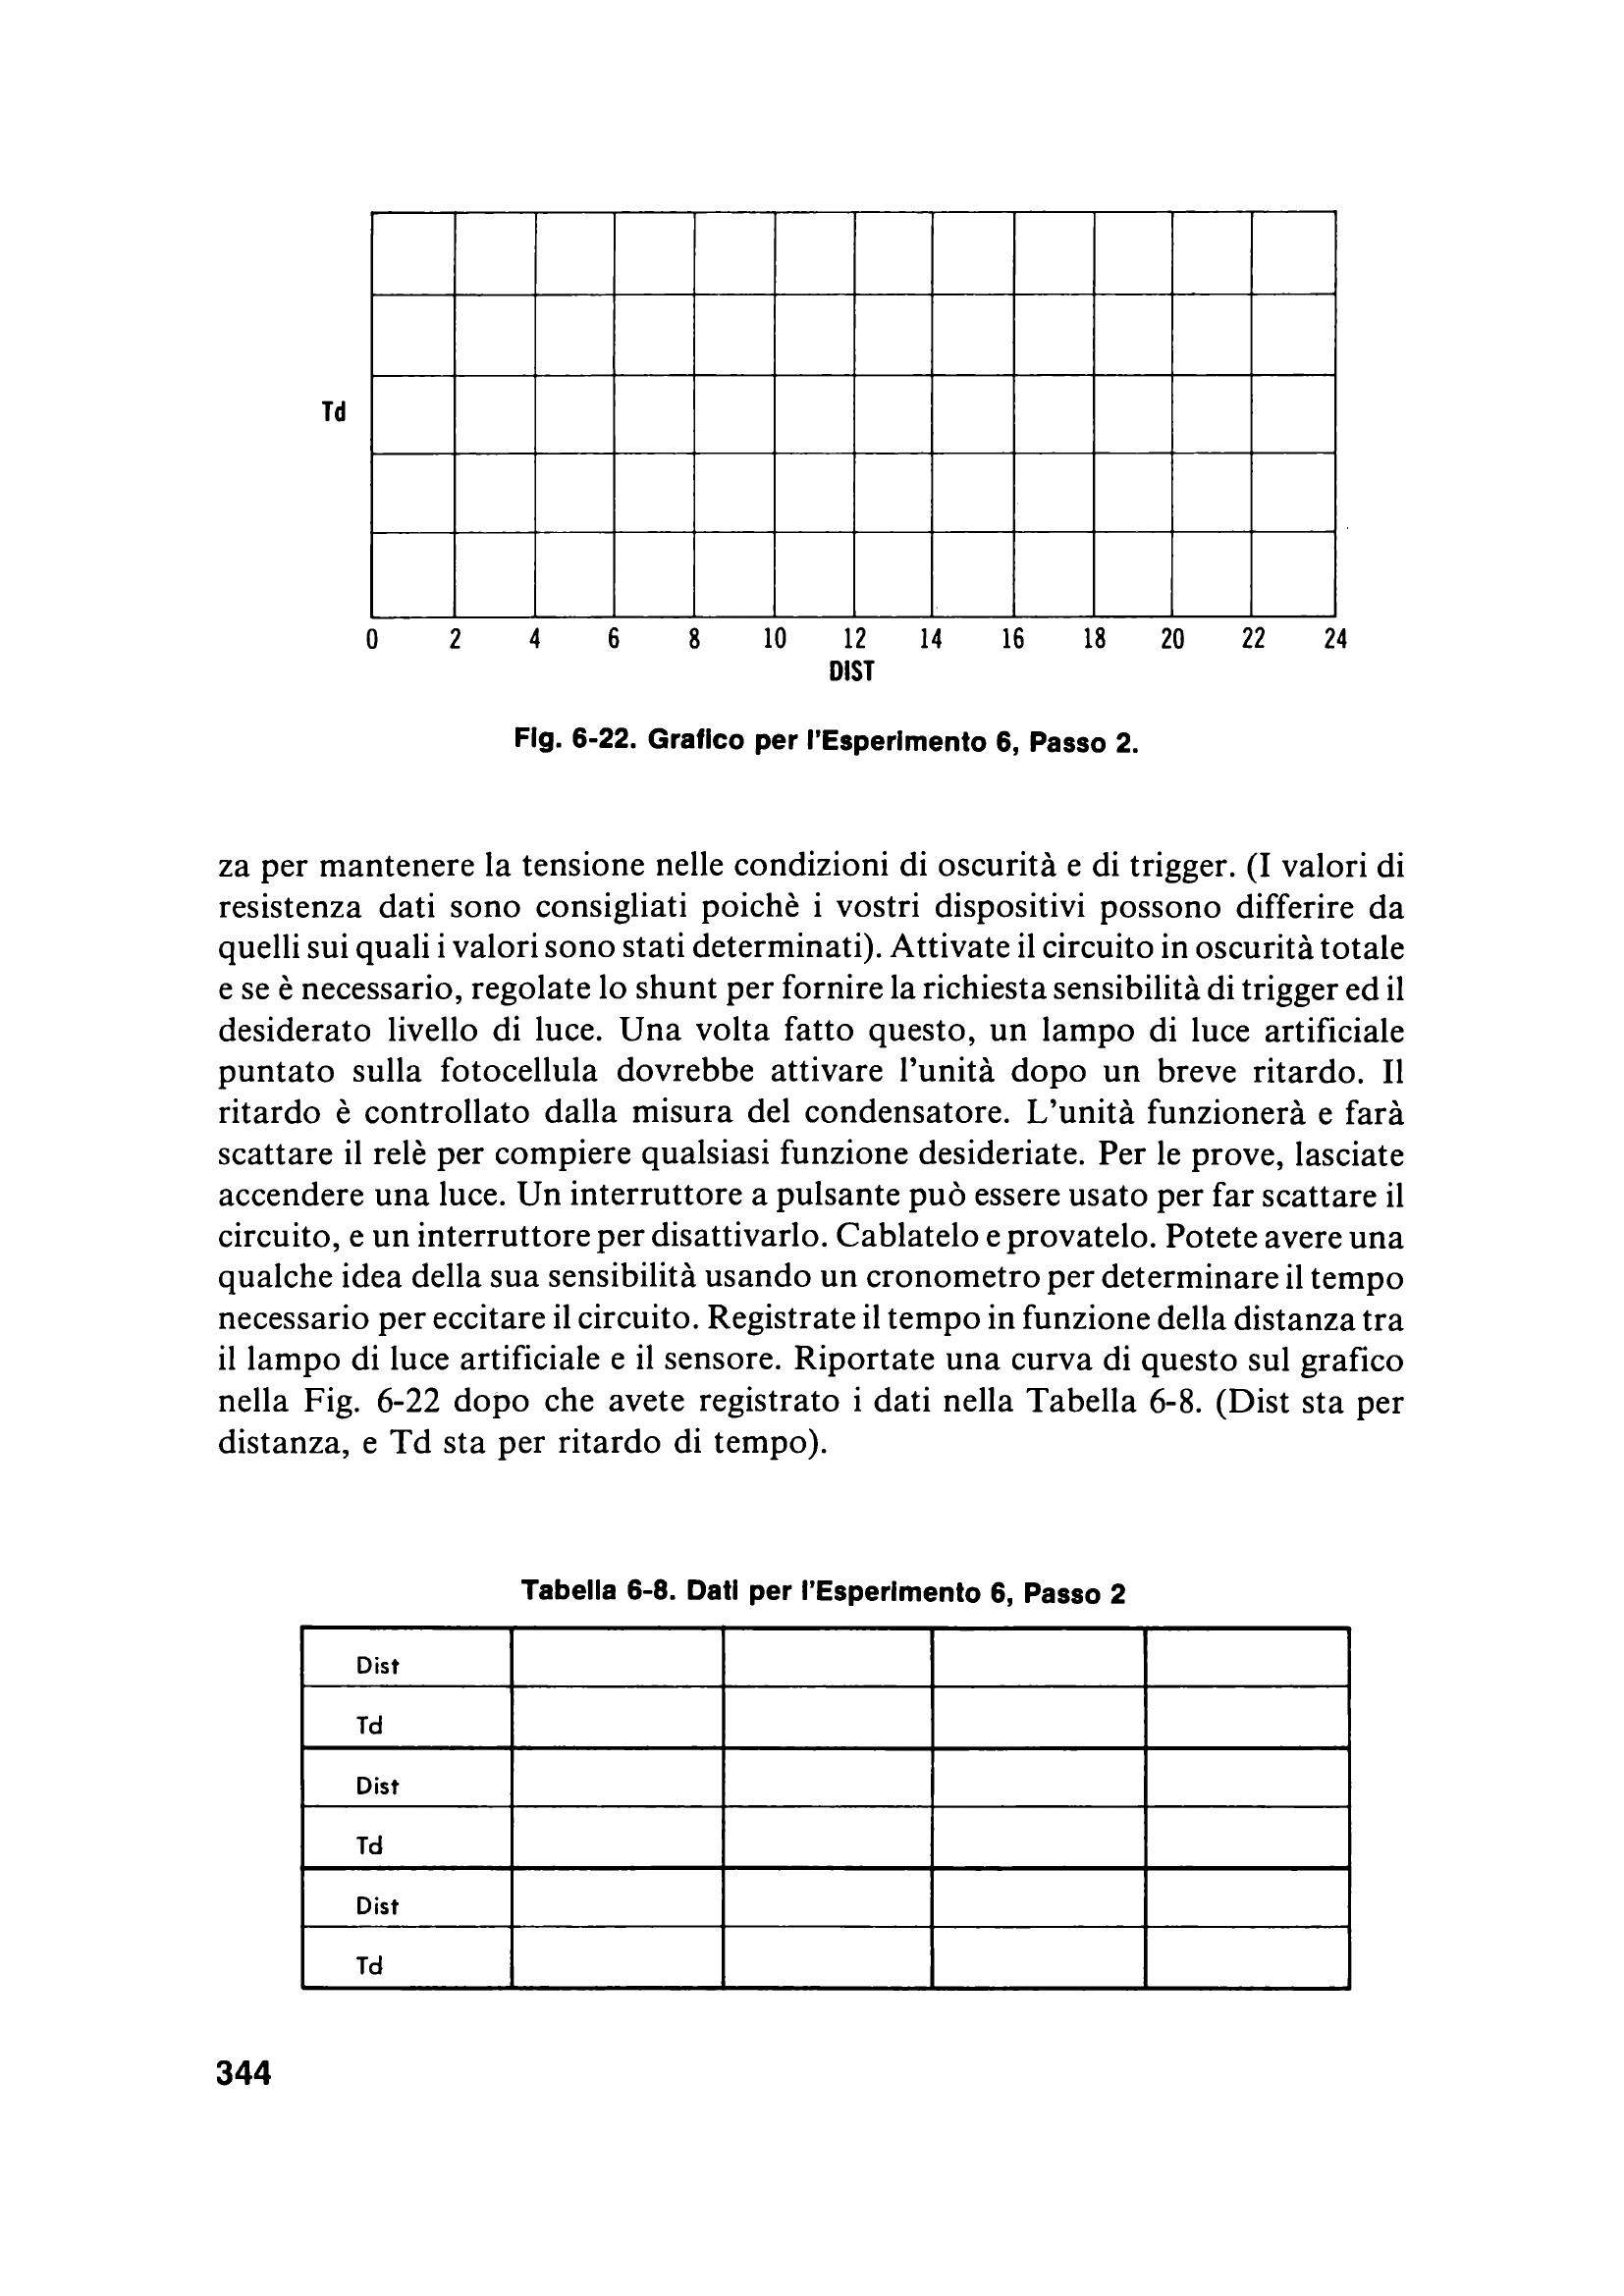 Td
0 2 4 6 8 10 12 14 16 18 20 22 24
DIST
Fig. 6-22. Grafico per l'Esperimento 6, Passo 2.
za per mantenere la tensione nelle condizioni di oscurità e di trigger. (I valori di
resistenza dati sono consigliati poichè i vostri dispositivi possono differire da
quelli sui quali i valori sono stati determinati). Attivate il circuito in oscurità totale
e se è necessario, regolate lo shunt per fornire la richiesta sensibilità di trigger ed il
desiderato livello di luce. Una volta fatto questo, un lampo di luce artificiale
puntato sulla fotocellula dovrebbe attivare l'unità dopo un breve ritardo. Il
ritardo è controllato dalla misura del condensatore. L'unità funzionerà e farà
scattare il relè per compiere qualsiasi funzione desideriate. Per le prove, lasciate
accendere una luce. Un interruttore a pulsante può essere usato per far scattare il
circuito, e un interruttore per disattivarlo. Cablatelo e provatelo. Potete avere una
qualche idea della sua sensibilità usando un cronometro per determinare il tempo
necessario per eccitare il circuito. Registrate il tempo in funzione della distanza tra
il lampo di luce artificiale e il sensore. Riportate una curva di questo sul grafico
nella Fig. 6-22 dopo che avete registrato i dati nella Tabella 6-8. (Dist sta per
distanza, e Td sta per ritardo di tempo).
Tabella 6-8. Dati per l'Esperimento 6, Passo 2
Dist
Td
Dist
Td
Dist
Td
344